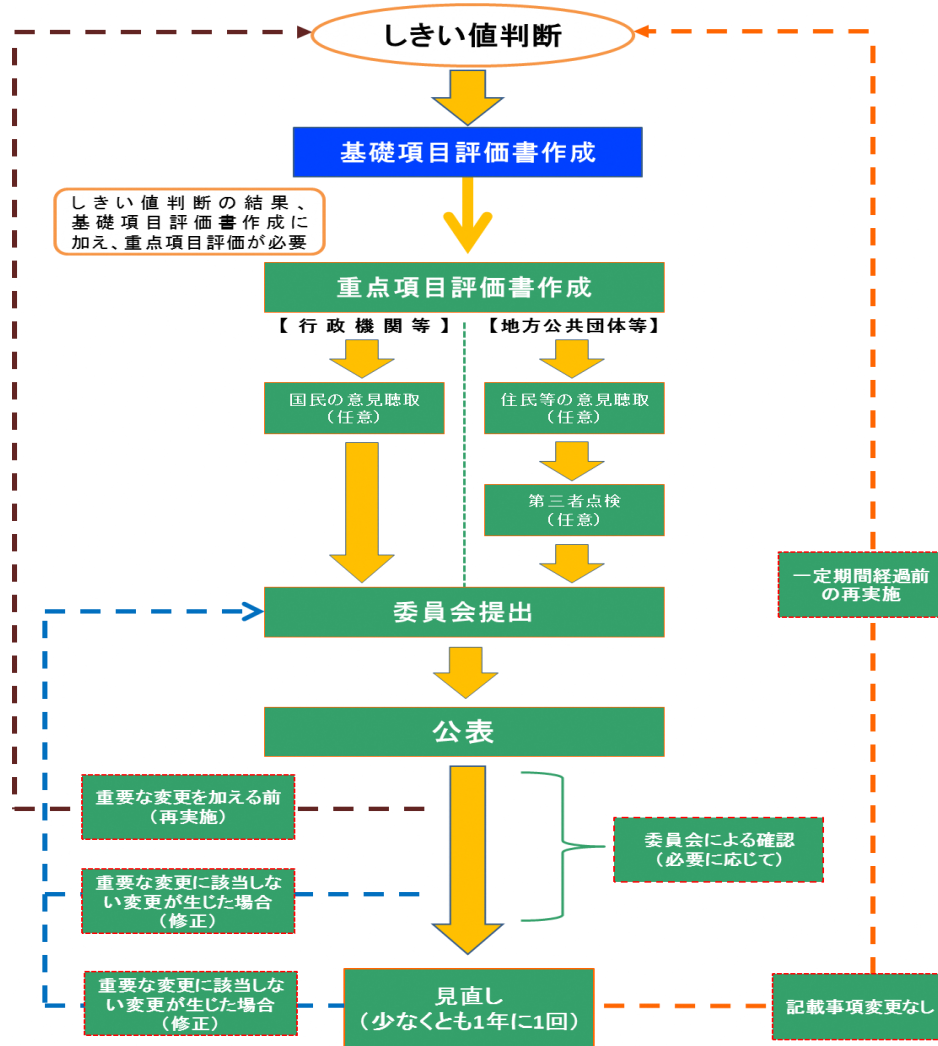 しきい値判断
基礎項目評価書作成
しきい値判断の結果、
基礎項目評価書作成に
加え、重点項目評価が必要
重点項目評価書作成
【行政機関等】
【地方公共団体等】
国民の意見聴取
(任意)
住民等の意見聴取
(任意)
第三者点検
(任意)
一定期間経過前
の再実施
委員会提出
公表
重要な変更を加える前
(再実施)
委員会による確認
(必要に応じて)
重要な変更に該当しな
い変更が生じた場合
(修正)
重要な変更に該当しな
い変更が生じた場合
(修正)
見直し
(少なくとも1年に1回)
記載事項変更なし